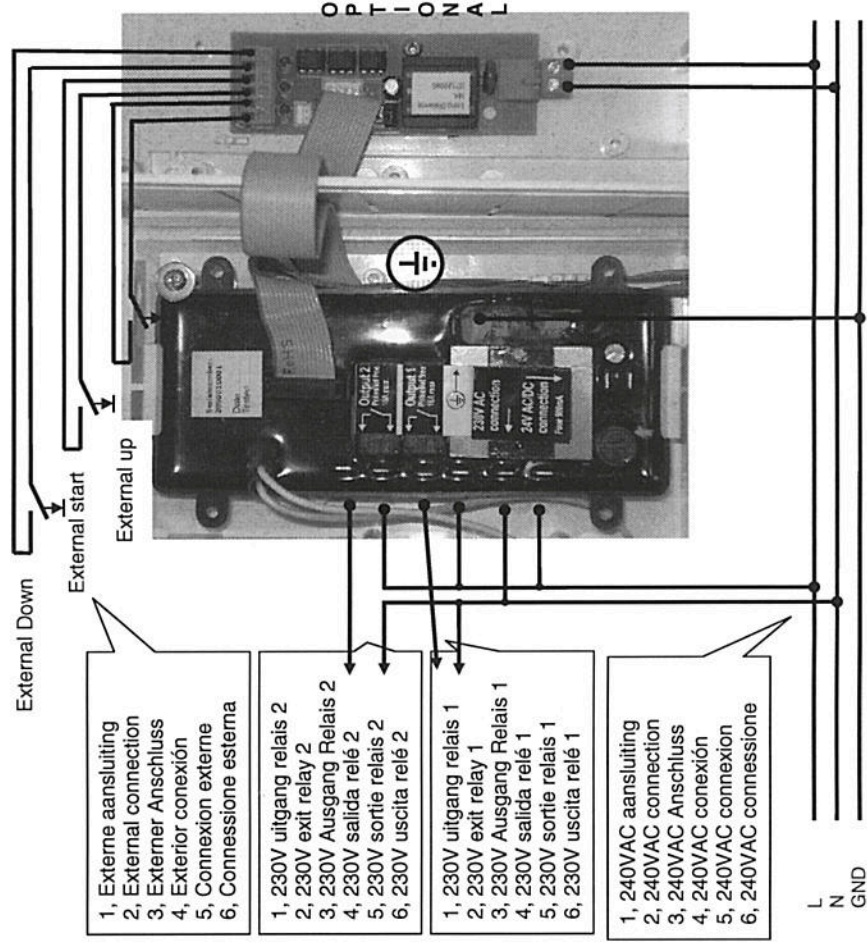 External Down
External start
External up
OPTIONAL
1, Externe aansluiting
2, External connection
3, Externer Anschluss
4, Exterior conexión
5, Connexion externe
6, Connessione esterna
1, 230V uitgang relais 2
2, 230V exit relay 2
3, 230V Ausgang Relais 2
4, 230V salida relé 2
5, 230V sortie relais 2
6, 230V uscita relé 2
1, 230V uitgang relais 1
2, 230V exit relay 1
3, 230V Ausgang Relais 1
4, 230V salida relé 1
5, 230V sortie relais 1
6, 230V uscita relé 1
1, 240VAC aansluiting
2, 240VAC connection
3, 240VAC Anschluss
4, 240VAC conexión
5, 240VAC connexion
6, 240VAC connessione
Output 2
Output 1
230V AC
connection
24V AC/DC
connection
RoHS
Long Distance
L
N
GND